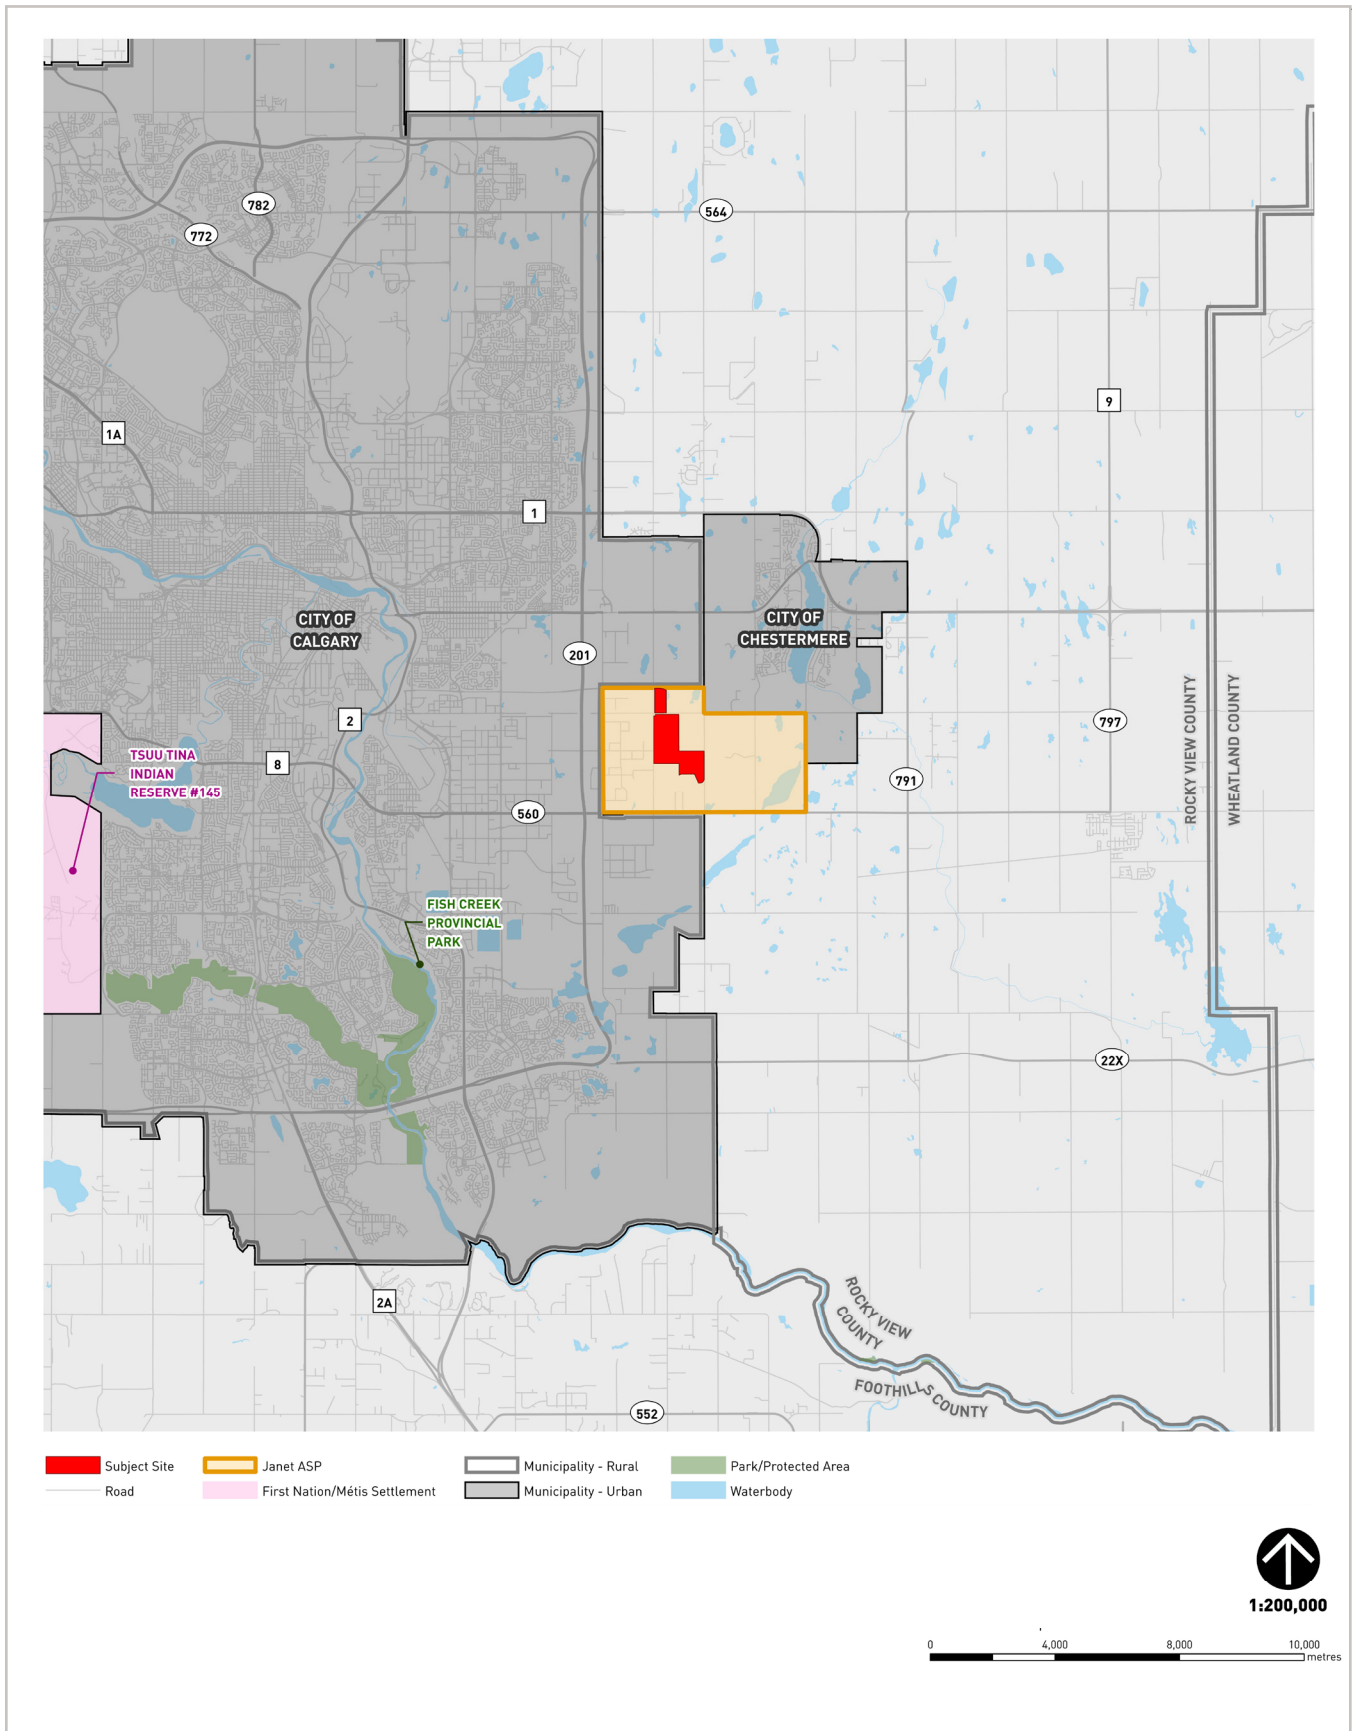 782
772
564
1A
9
1
CITY OF
CALGARY
CITY OF
CHESTERMERE
201
2
8
TSUU TINA
INDIAN
RESERVE #145
560
791
797
ROCKY VIEW COUNTY
WHEATLAND COUNTY
FISH CREEK
PROVINCIAL
PARK
22X
2A
ROCKY VIEW
COUNTY
FOOTHILLS COUNTY
552
Subject Site
Janet ASP
Municipality - Rural
Park/Protected Area
Road
First Nation/Métis Settlement
Municipality - Urban
Waterbody
1:200,000
0 4,000 8,000 10,000
metres